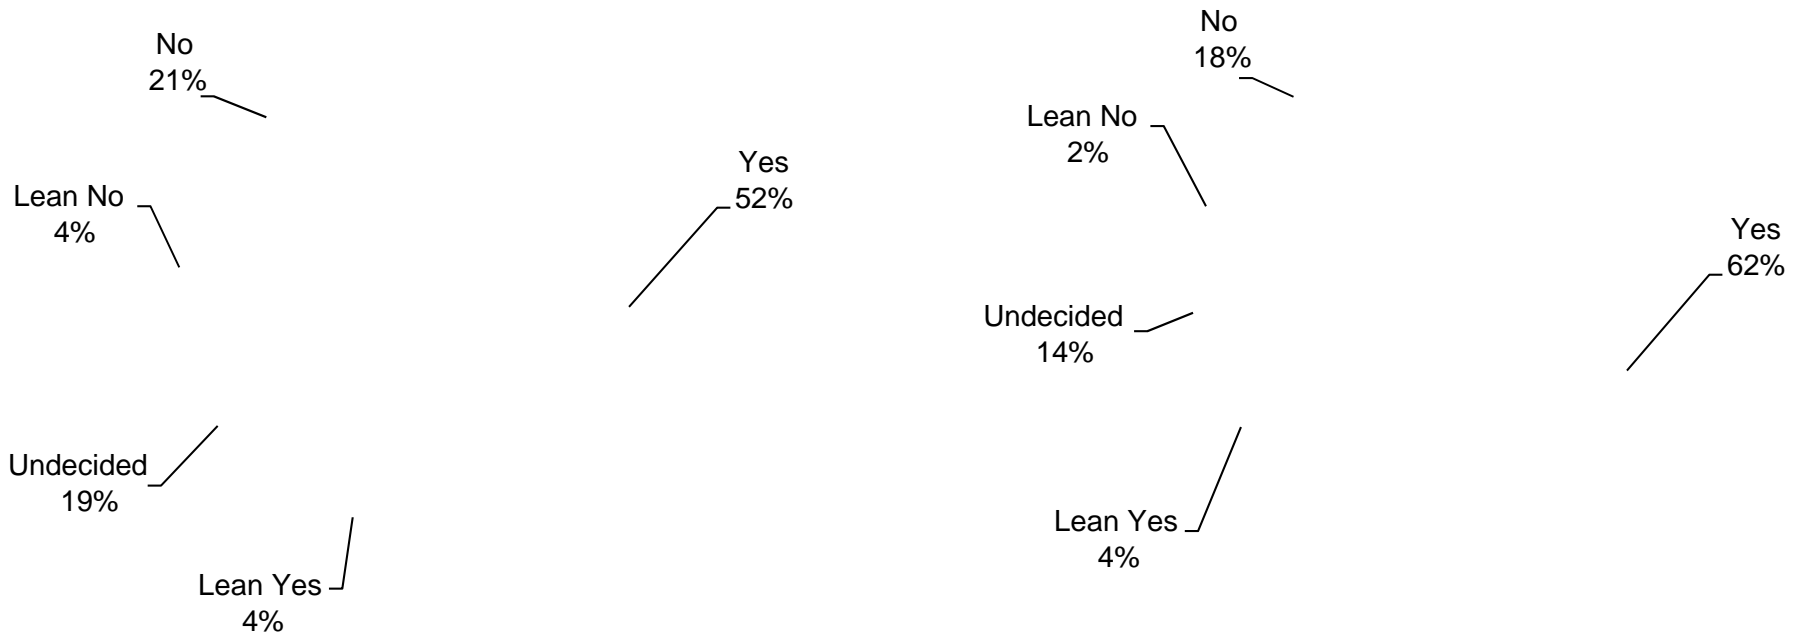 No
21%
Lean No
4%
Undecided
19%
Lean Yes
4%
Yes
52%
No
18%
Lean No
2%
Undecided
14%
Lean Yes
4%
Yes
62%